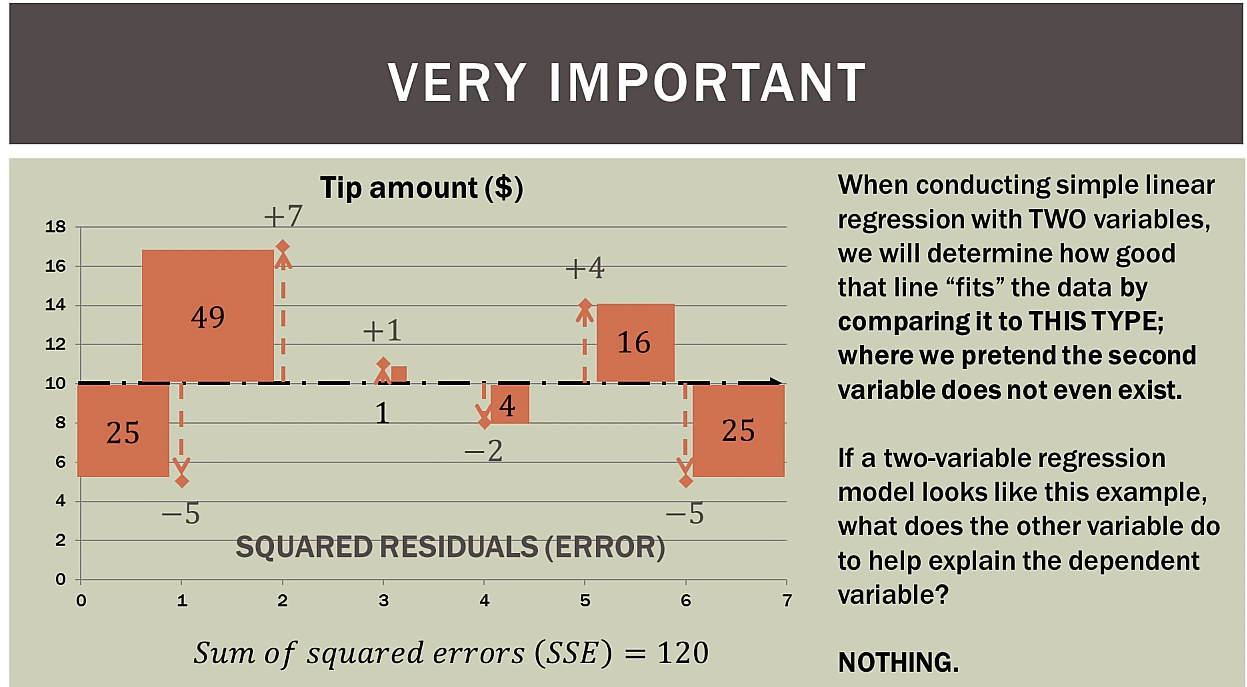 VERY IMPORTANT
Tip amount ($)
+7
18
16
+4
14
49
+1
16
12
10
1
4
8
25
25
−2
6
4
−5
−5
2
SQUARED RESIDUALS (ERROR)
0
0 1 2 3 4 5 6 7
Sum of squared errors (SSE) = 120
When conducting simple linear
regression with TWO variables,
we will determine how good
that line “fits” the data by
comparing it to THIS TYPE;
where we pretend the second
variable does not even exist.
If a two-variable regression
model looks like this example,
what does the other variable do
to help explain the dependent
variable?
NOTHING.